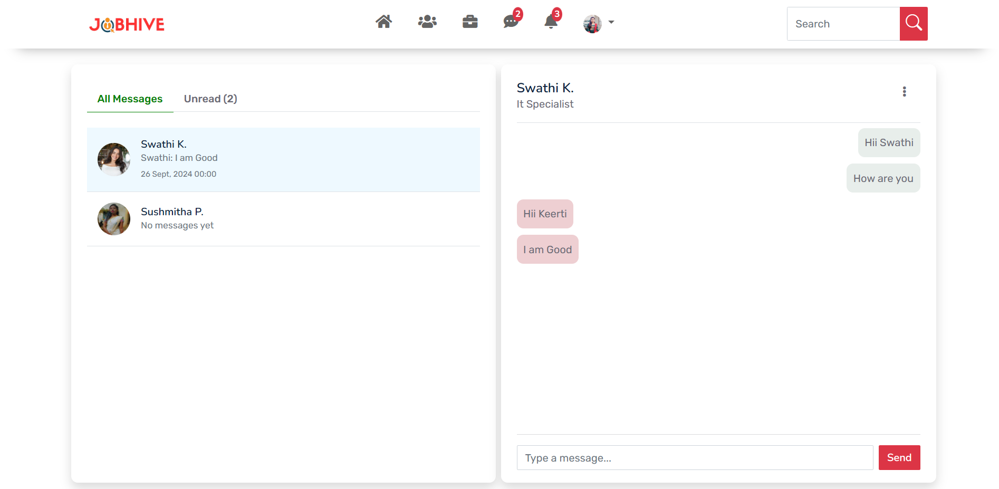 JOBHIVE
2
3
Search
All Messages
Unread (2)
Swathi K.
Swathi: I am Good
26 Sept, 2024 00:00
Sushmitha P.
No messages yet
Swathi K.
It Specialist
Hii Swathi
How are you
Hii Keerti
I am Good
Type a message...
Send